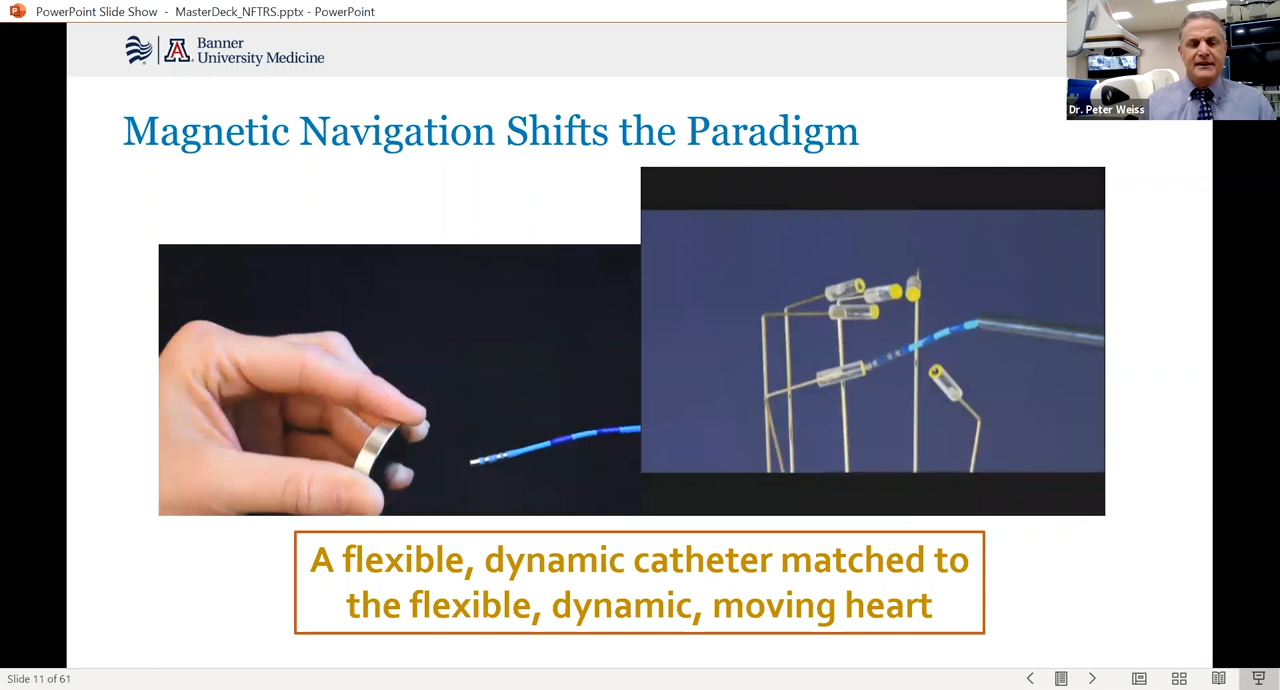 PowerPoint Slide Show - MasterDeck_NFTRS.pptx - PowerPoint
Banner
University Medicine
Dr. Peter Weiss
Magnetic Navigation Shifts the Paradigm
A flexible, dynamic catheter matched to
the flexible, dynamic, moving heart
Slide 11 of 61